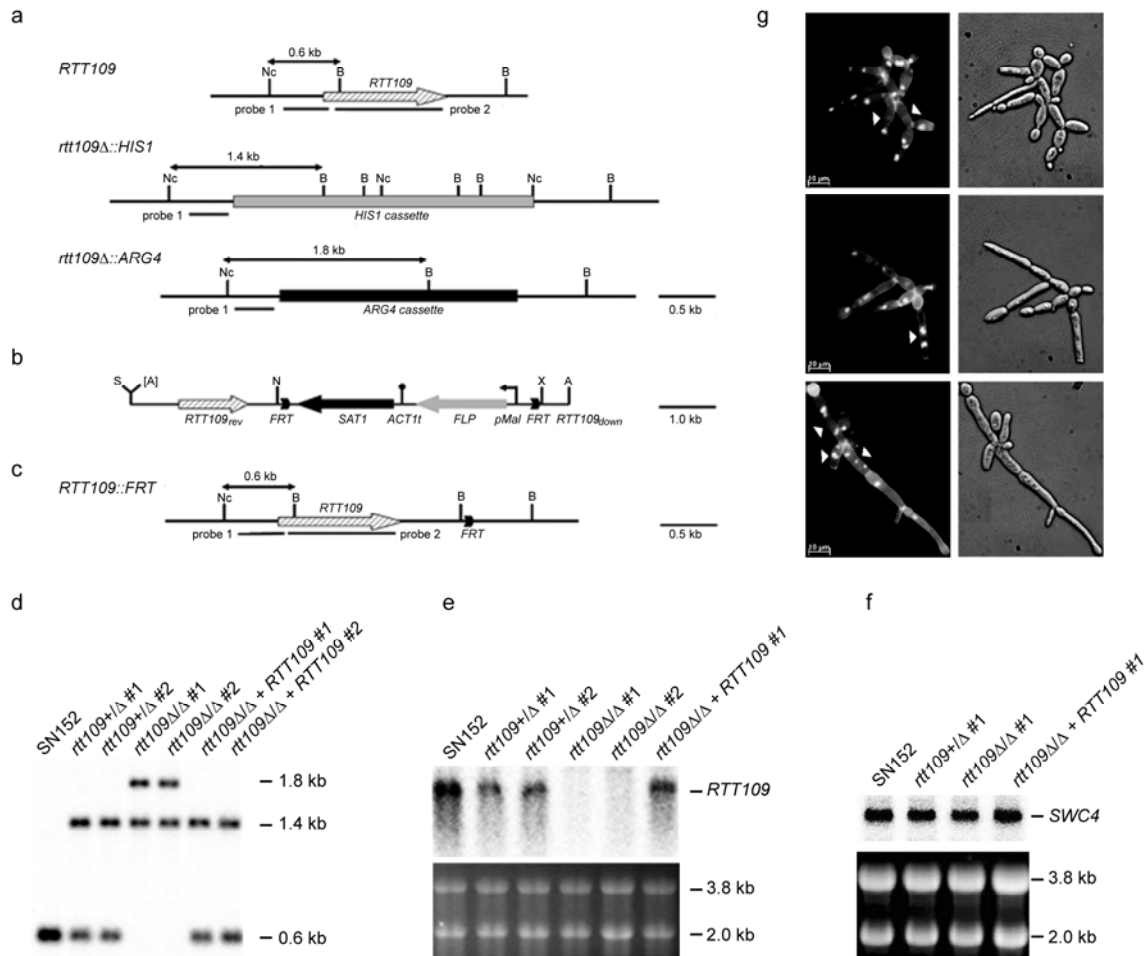 a
0.6 kb
RTT109
Nc B RTT109 B
probe 1 probe 2
rtt109Δ::HIS1
1.4 kb
Nc B B Nc B B Nc B
probe 1 HIS1 cassette
rtt109Δ::ARG4
1.8 kb
Nc B B
probe 1 ARG4 cassette 0.5 kb
b
S [A] N X A
RTT109rev FRT SAT1 ACT1t FLP pMal FRT RTT109down 1.0 kb
c
RTT109::FRT
0.6 kb
Nc B RTT109 B B
probe 1 probe 2 FRT 0.5 kb
d
SN152
rtt109+/Δ #1
rtt109+/Δ #2
rtt109Δ/Δ #1
rtt109Δ/Δ #2
rtt109Δ/Δ + RTT109 #1
rtt109Δ/Δ + RTT109 #2
1.8 kb
1.4 kb
0.6 kb
e
SN152
rtt109+/Δ #1
rtt109+/Δ #2
rtt109Δ/Δ #1
rtt109Δ/Δ #2
rtt109Δ/Δ + RTT109 #1
RTT109
3.8 kb
2.0 kb
f
SN152
rtt109+/Δ #1
rtt109Δ/Δ #1
rtt109Δ/Δ + RTT109 #1
SWC4
3.8 kb
2.0 kb
g
10 µm
10 µm
10 µm